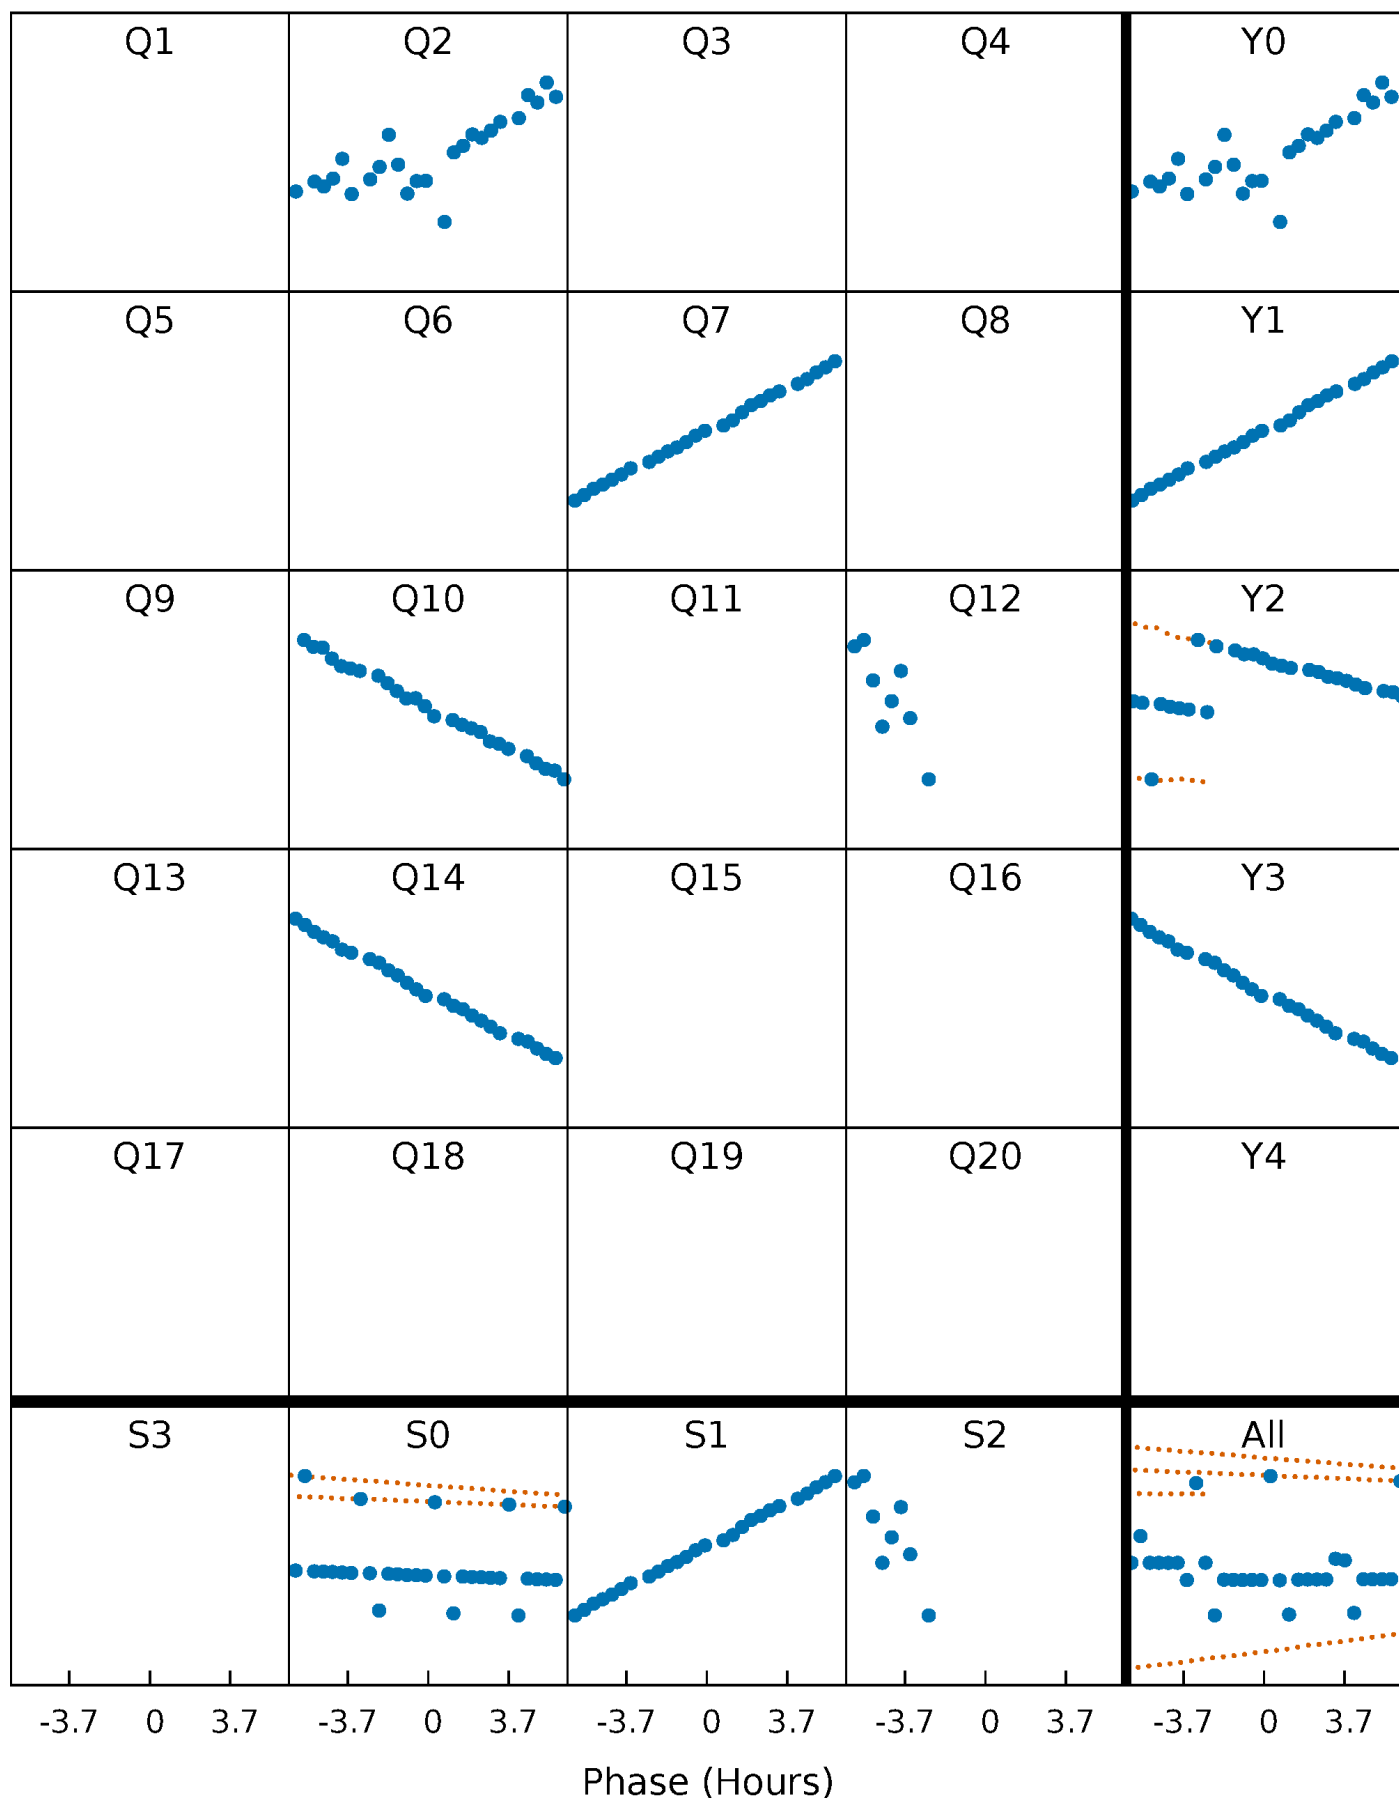 Q1 Q2 Q3 Q4 Y0
Q5 Q6 Q7 Q8 Y1
Q9 Q10 Q11 Q12 Y2
Q13 Q14 Q15 Q16 Y3
Q17 Q18 Q19 Q20 Y4
S3 S0 S1 S2 All
-3.7 0 3.7 -3.7 0 3.7 -3.7 0 3.7 -3.7 0 3.7 -3.7 0 3.7
Phase (Hours)